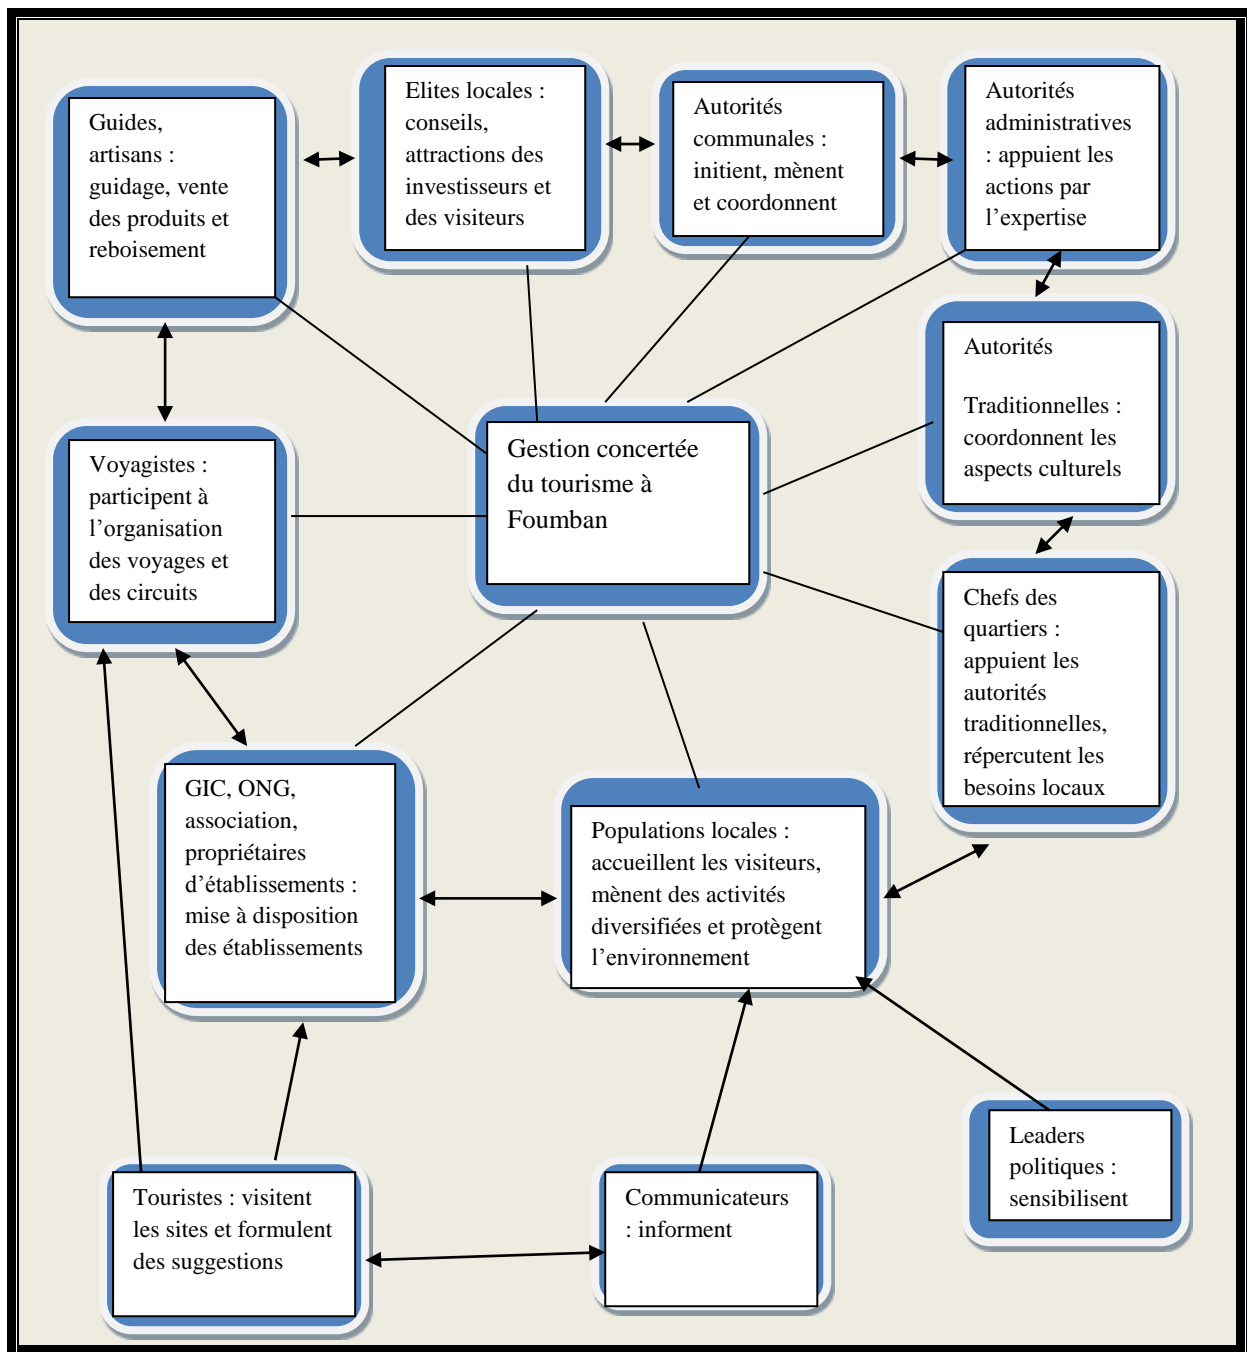 Guides,
artisans :
guidage, vente
des produits et
reboisement
Elites locales :
conseils,
attractions des
investisseurs et
des visiteurs
Autorités
communales :
initient, mènent
et coordonnent
Autorités
administratives
: appuient les
actions par
l’expertise
Autorités
Traditionnelles :
coordonnent les
aspects culturels
Gestion concertée
du tourisme à
Foumban
Voyagistes :
participent à
l’organisation
des voyages et
des circuits
Chefs des
quartiers :
appuient les
autorités
traditionnelles,
répercutent les
besoins locaux
GIC, ONG,
association,
propriétaires
d’établissements :
mise à disposition
des établissements
Populations locales :
accueillent les visiteurs,
mènent des activités
diversifiées et protègent
l’environnement
Leaders
politiques :
sensibilisent
Touristes : visitent
les sites et formulent
des suggestions
Communicateurs
: informent